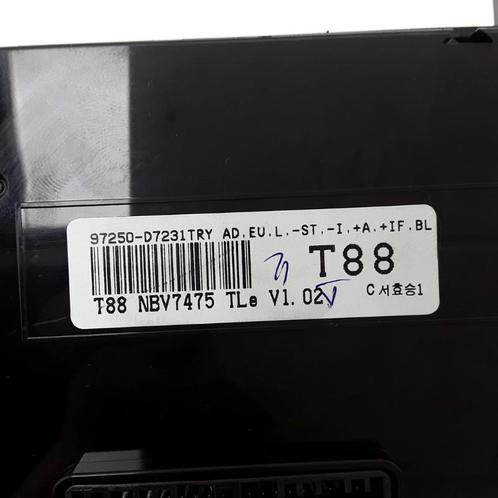 97250-D7231TRY AD.EU.L.-ST.-I.+A.+IF.BL
T88
T88 NBV7475 TLe V1.02
C 서효승1